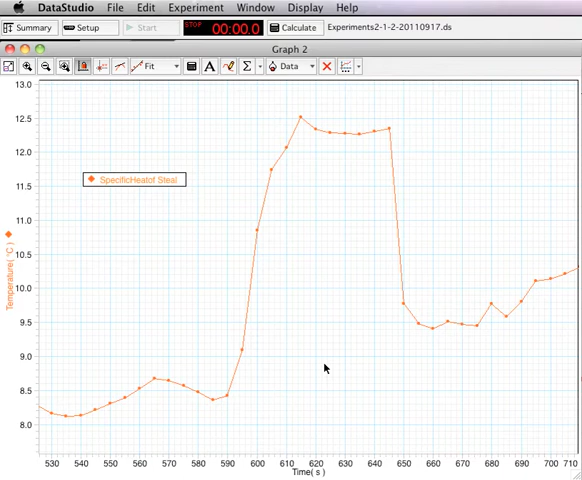 DataStudio File Edit Experiment Window Display Help
Summary Setup Start STOP 00:00.0 Calculate Experiments2-1-2-20110917.ds
Graph 2
A Fit Σ Data
13.0
12.5
12.0
11.5
11.0
10.5
10.0
9.5
9.0
8.5
8.0
SpecificHeatof Steal
Temperature( °C )
530 540 550 560 570 580 590 600 610 620 630 640 650 660 670 680 690 700 710
Time( s )